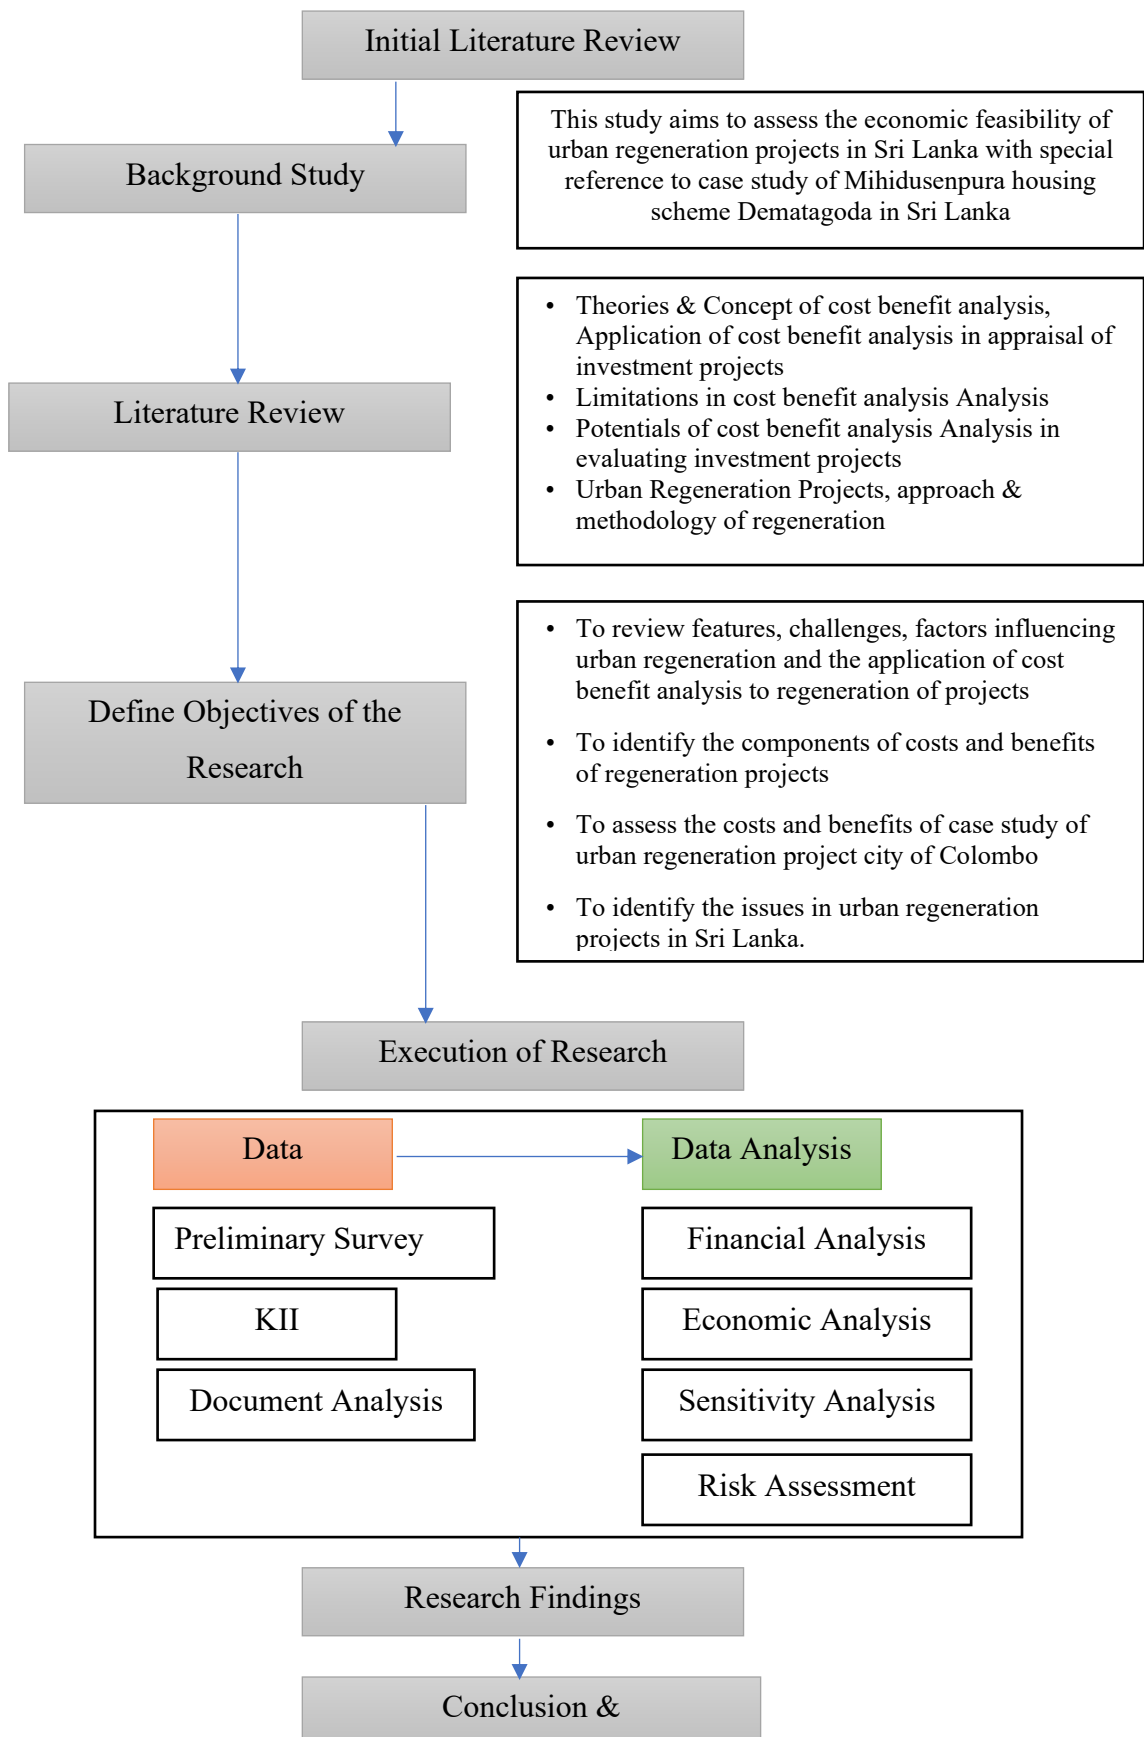 Initial Literature Review
Background Study
This study aims to assess the economic feasibility of
urban regeneration projects in Sri Lanka with special
reference to case study of Mihidusenpura housing
scheme Dematagoda in Sri Lanka
Literature Review
• Theories & Concept of cost benefit analysis,
Application of cost benefit analysis in appraisal of
investment projects
• Limitations in cost benefit analysis Analysis
• Potentials of cost benefit analysis Analysis in
evaluating investment projects
• Urban Regeneration Projects, approach &
methodology of regeneration
Define Objectives of the
Research
• To review features, challenges, factors influencing
urban regeneration and the application of cost
benefit analysis to regeneration of projects
• To identify the components of costs and benefits
of regeneration projects
• To assess the costs and benefits of case study of
urban regeneration project city of Colombo
• To identify the issues in urban regeneration
projects in Sri Lanka.
Execution of Research
Data
Data Analysis
Preliminary Survey
Financial Analysis
KII
Economic Analysis
Document Analysis
Sensitivity Analysis
Risk Assessment
Research Findings
Conclusion &